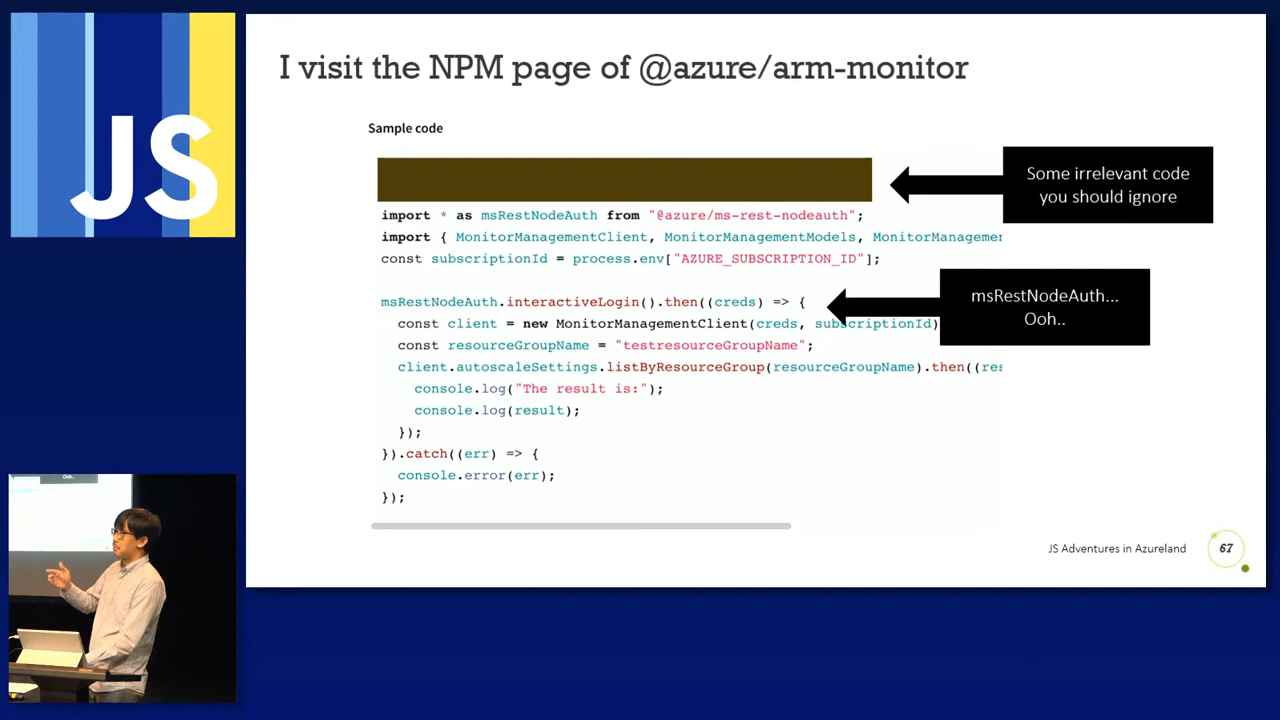 JS
I visit the NPM page of @azure/arm-monitor
Sample code
Some irrelevant code
you should ignore
import * as msRestNodeAuth from "@azure/ms-rest-nodeauth";
import { MonitorManagementClient, MonitorManagementModels, MonitorManagemen
const subscriptionId = process.env["AZURE_SUBSCRIPTION_ID"];
msRestNodeAuth...
Ooh..
msRestNodeAuth.interactiveLogin().then((creds) => {
const client = new MonitorManagementClient(creds, subscriptionId)
const resourceGroupName = "testresourceGroupName";
client.autoscaleSettings.listByResourceGroup(resourceGroupName).then((res
console.log("The result is:");
console.log(result);
});
}).catch((err) => {
console.error(err);
});
JS Adventures in Azureland
67
Ooh..